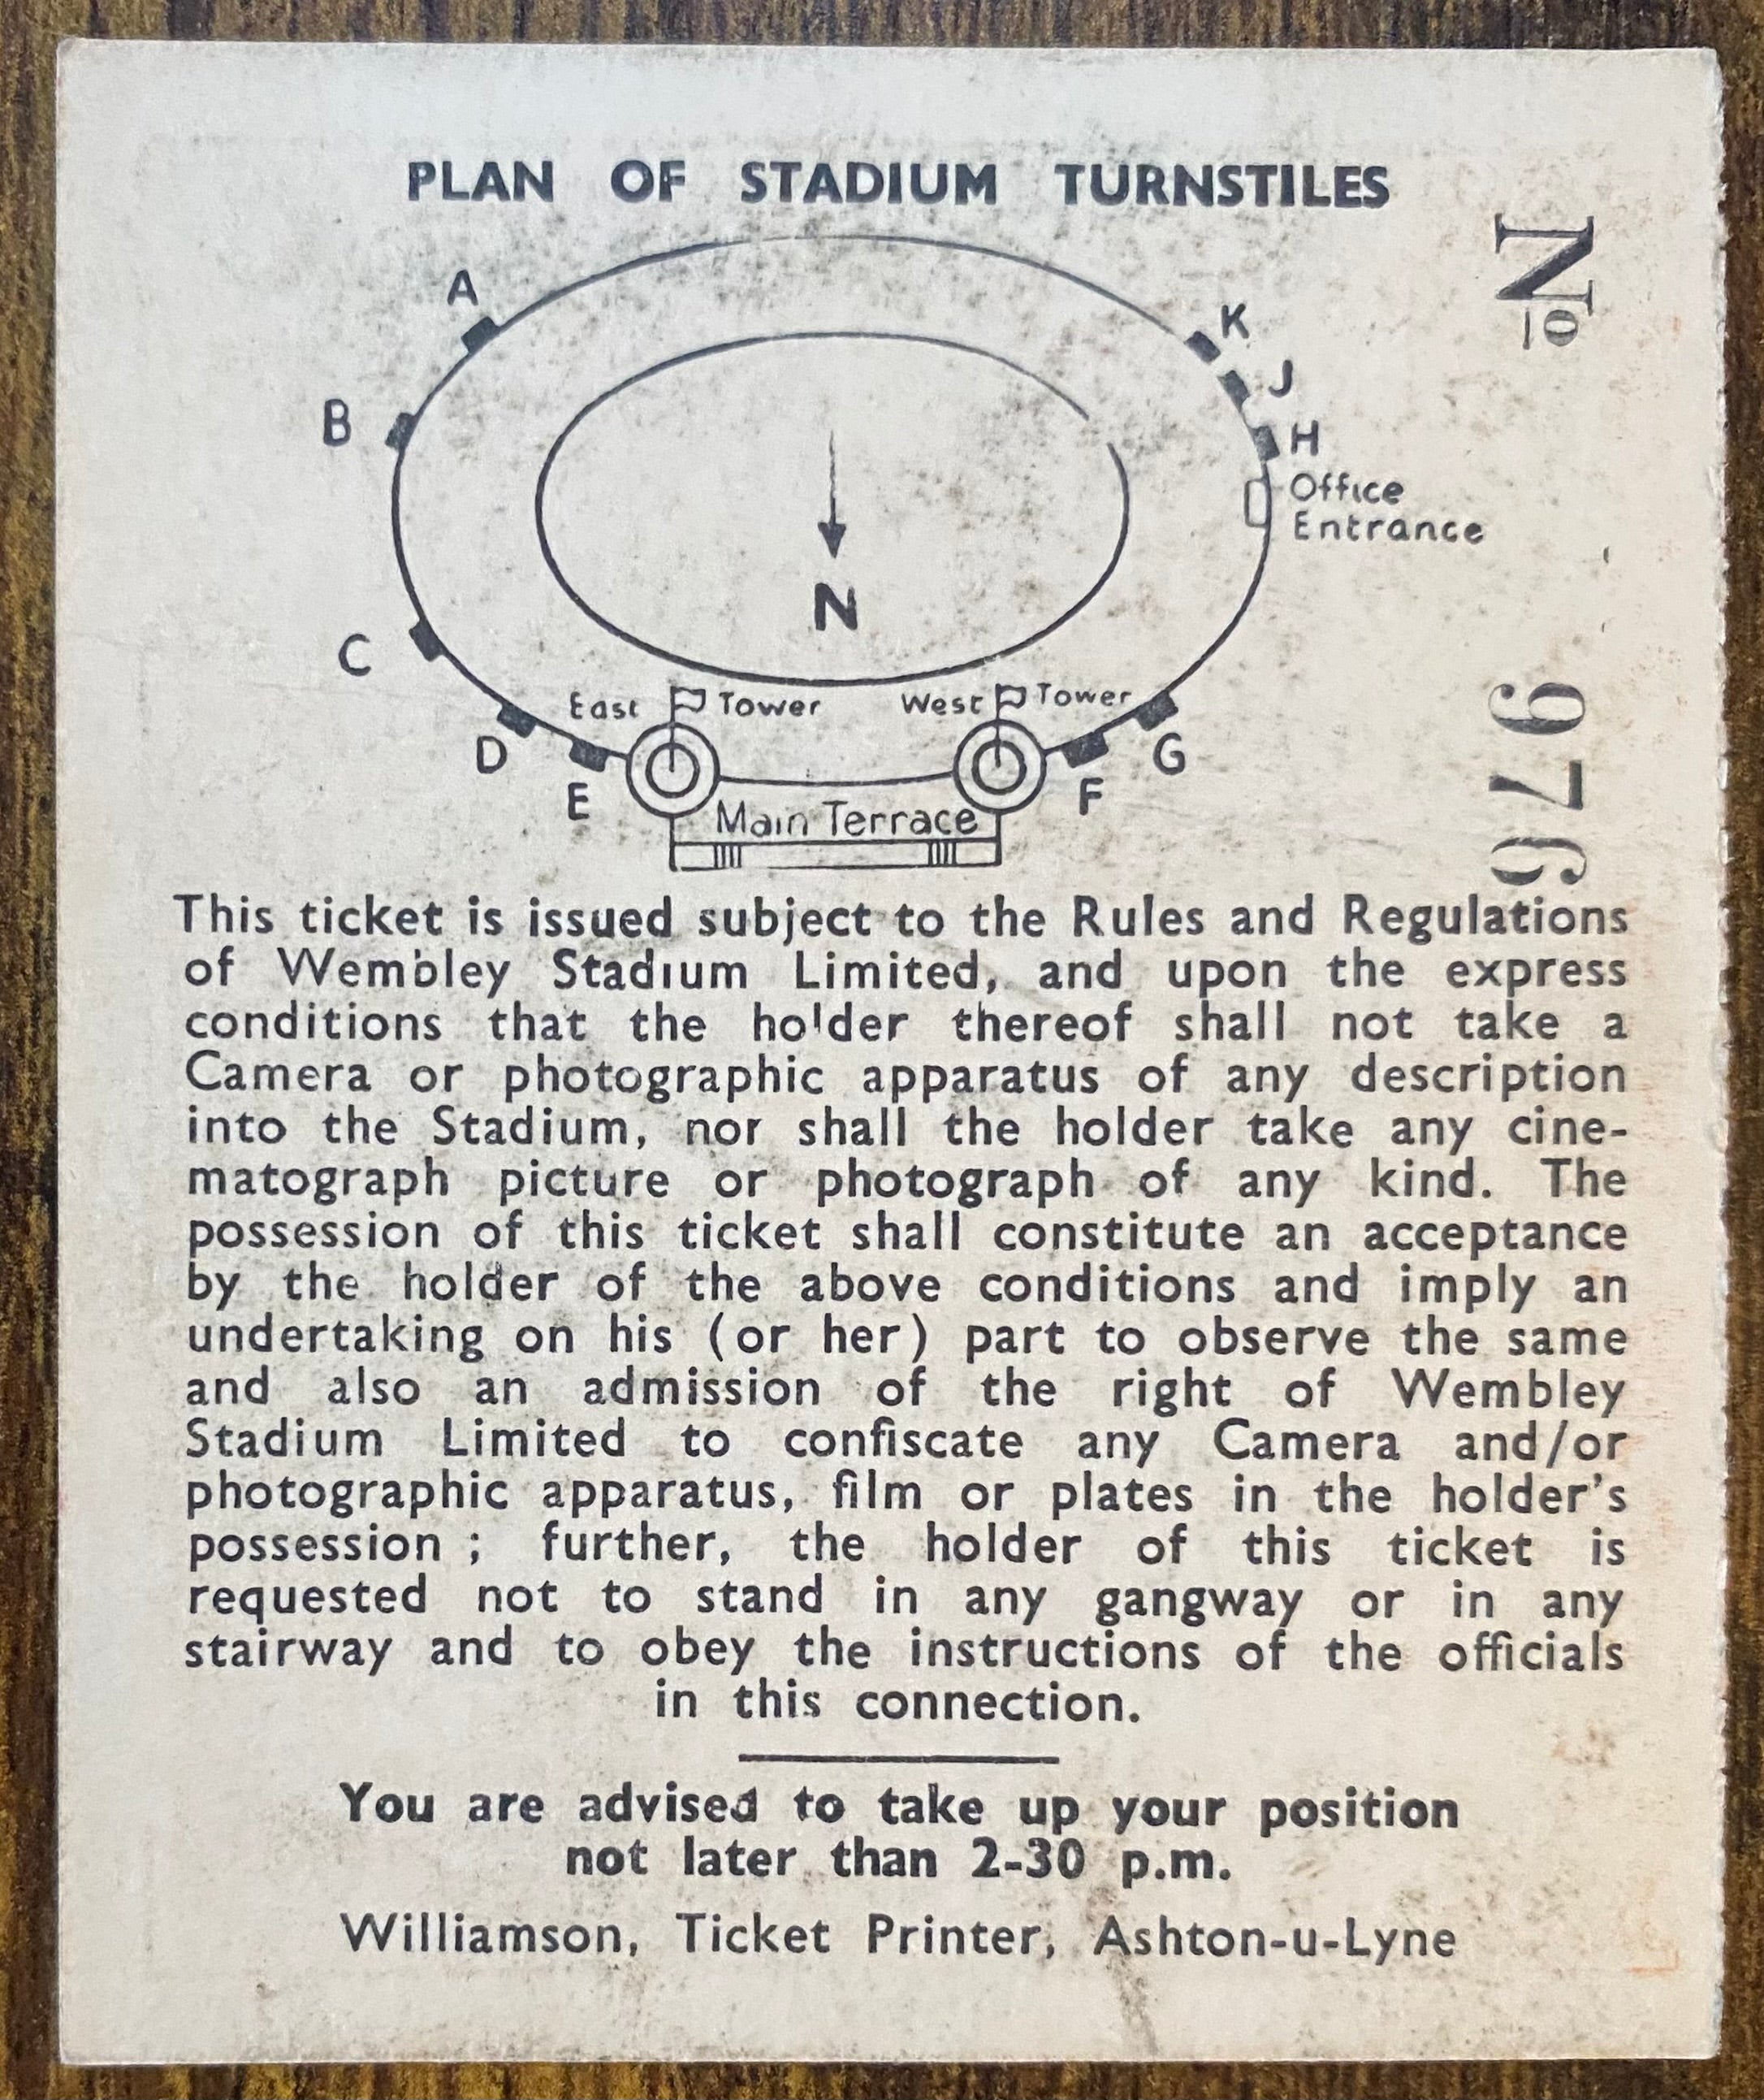 PLAN OF STADIUM TURNSTILES
A
B
C
D
E
K
J
H
Office
Entrance
N
East Tower
West Tower
G
F
Main Terrace
Nº 976
This ticket is issued subject to the Rules and Regulations
of Wembley Stadium Limited, and upon the express
conditions that the holder thereof shall not take a
Camera or photographic apparatus of any description
into the Stadium, nor shall the holder take any cine-
matograph picture or photograph of any kind. The
possession of this ticket shall constitute an acceptance
by the holder of the above conditions and imply an
undertaking on his (or her) part to observe the same
and also an admission of the right of Wembley
Stadium Limited to confiscate any Camera and/or
photographic apparatus, film or plates in the holder's
possession ; further, the holder of this ticket is
requested not to stand in any gangway or in any
stairway and to obey the instructions of the officials
in this connection.
You are advised to take up your position
not later than 2-30 p.m.
Williamson, Ticket Printer, Ashton-u-Lyne